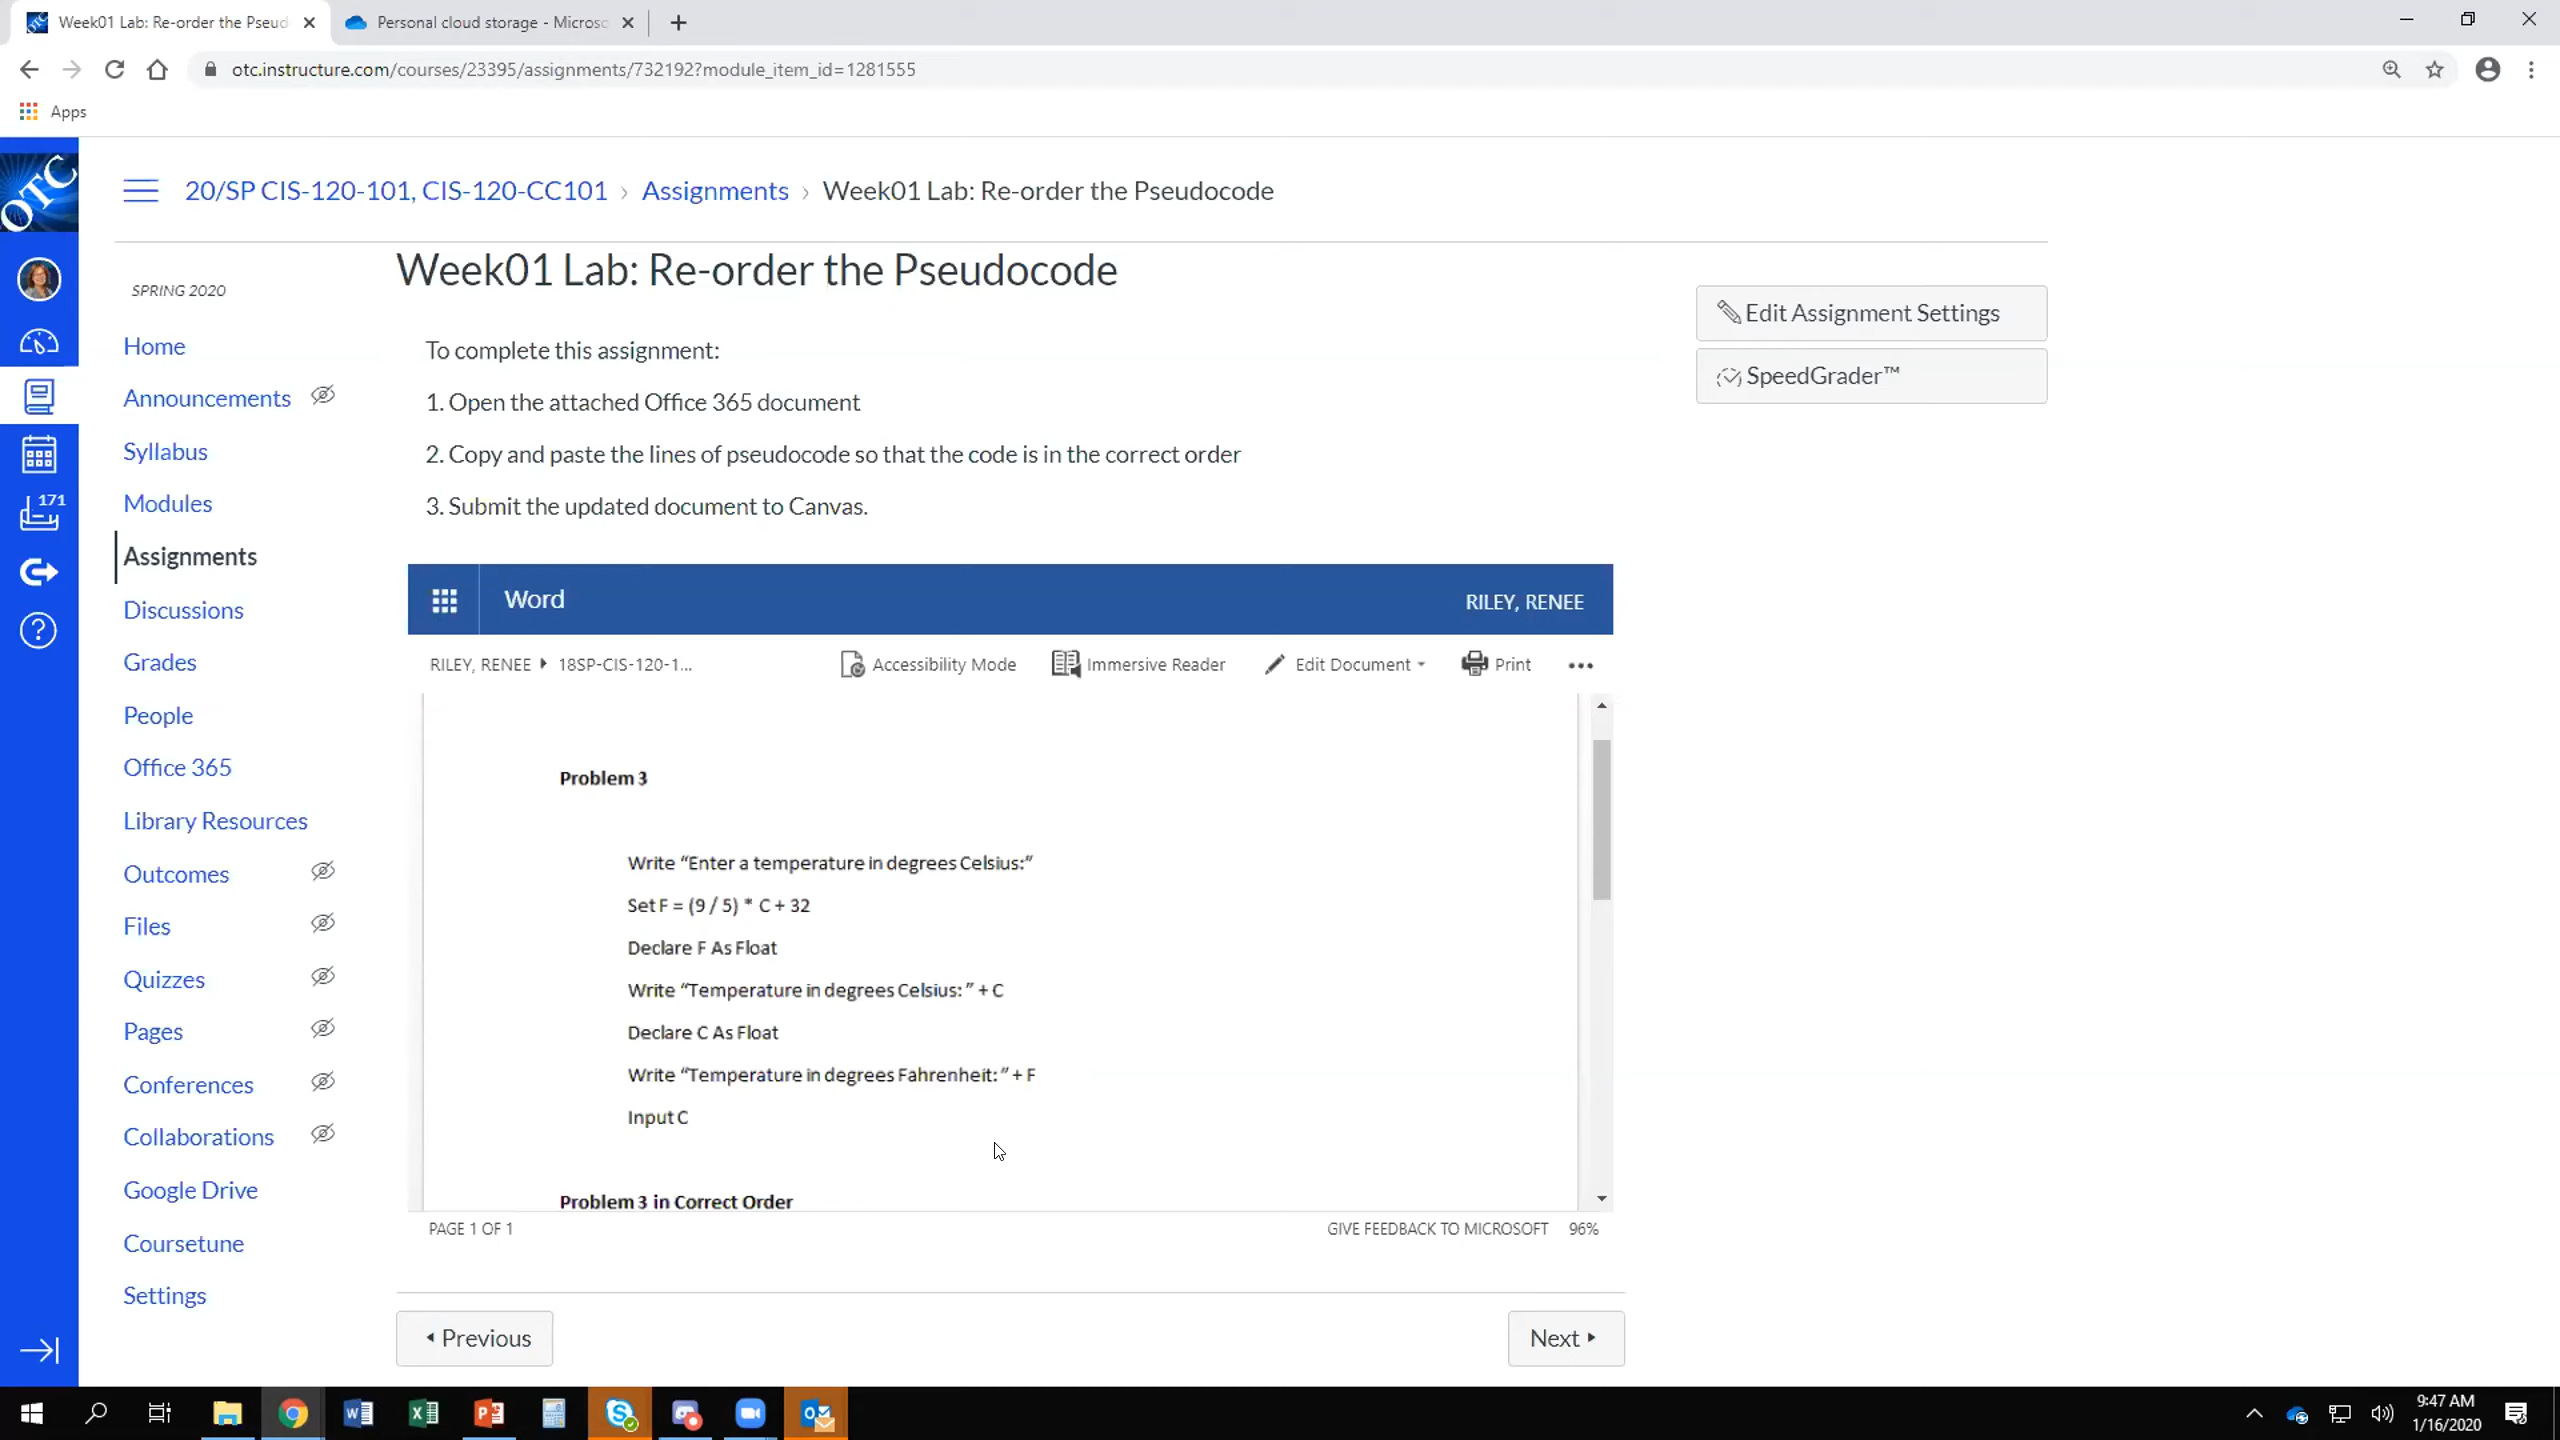 Week01 Lab: Re-order the Pseud
Personal cloud storage - Microso
otc.instructure.com/courses/23395/assignments/732192?module_item_id=1281555
Apps
OTC
20/SP CIS-120-101, CIS-120-CC101 › Assignments › Week01 Lab: Re-order the Pseudocode
SPRING 2020
Home
Announcements
Syllabus
Modules
Assignments
Discussions
Grades
People
Office 365
Library Resources
Outcomes
Files
Quizzes
Pages
Conferences
Collaborations
Google Drive
Coursetune
Settings
171
Week01 Lab: Re-order the Pseudocode
To complete this assignment:
1. Open the attached Office 365 document
2. Copy and paste the lines of pseudocode so that the code is in the correct order
3. Submit the updated document to Canvas.
Edit Assignment Settings
SpeedGrader™
Word
RILEY, RENEE
RILEY, RENEE 18SP-CIS-120-1...
Accessibility Mode
Immersive Reader
Edit Document
Print
Problem 3
Write “Enter a temperature in degrees Celsius:”
Set F = (9 / 5) * C + 32
Declare F As Float
Write “Temperature in degrees Celsius: ” + C
Declare C As Float
Write “Temperature in degrees Fahrenheit: ” + F
Input C
Problem 3 in Correct Order
PAGE 1 OF 1
GIVE FEEDBACK TO MICROSOFT
96%
Previous
Next
9:47 AM
1/16/2020